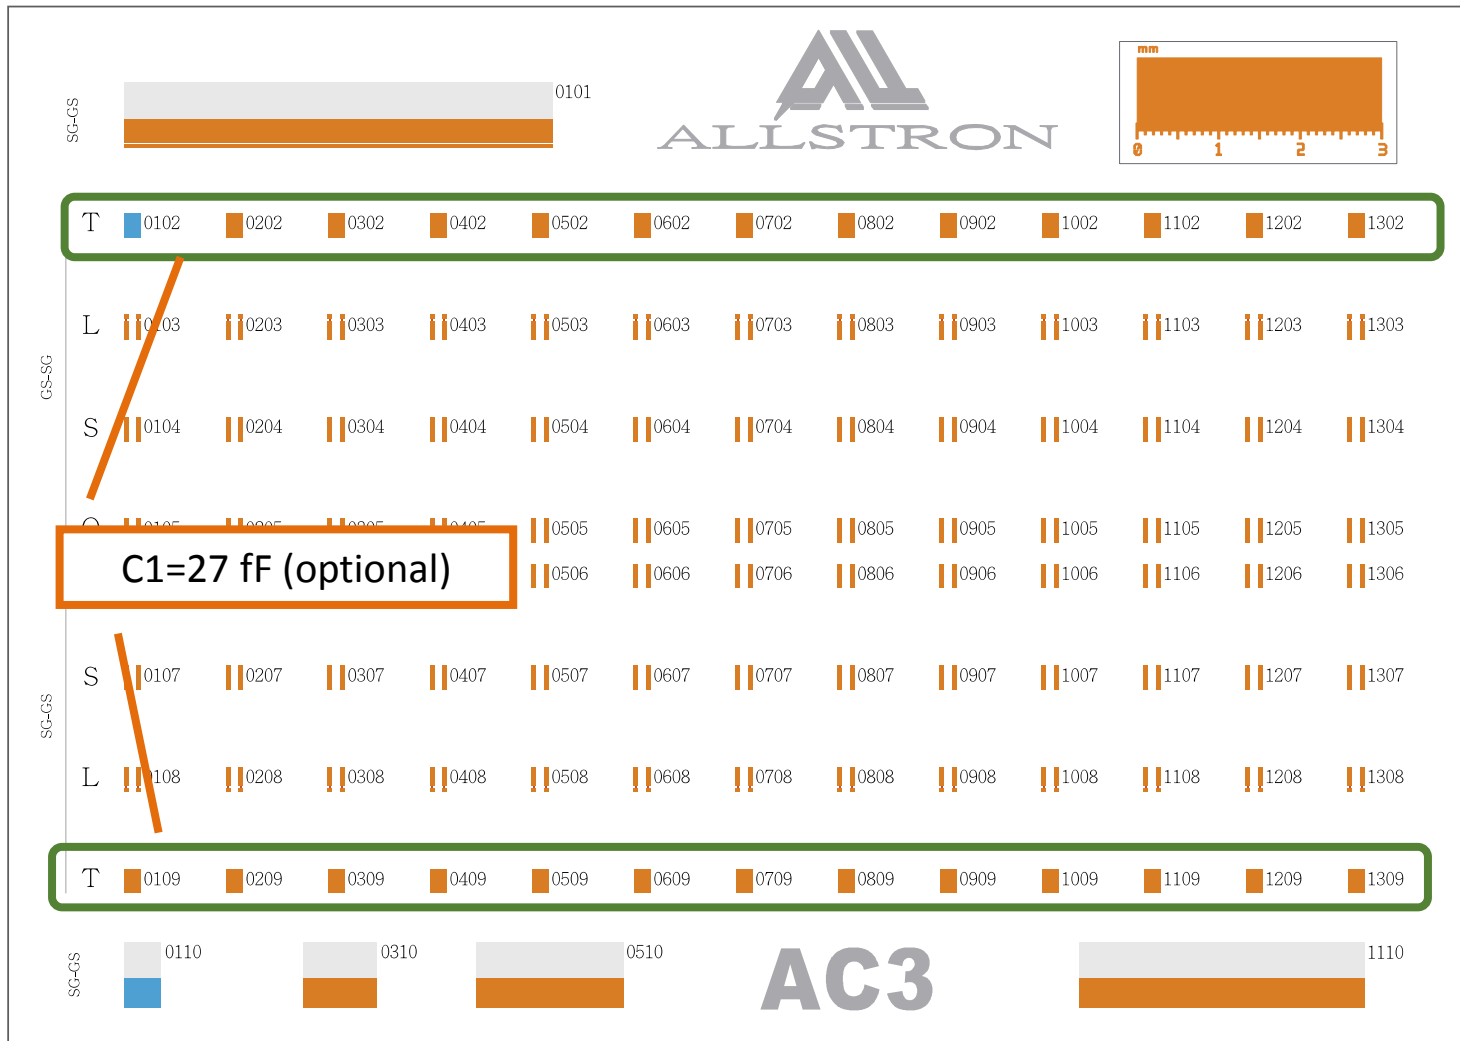 SG-GS
0101
ALLSTRON
mm
0 1 2 3
T 0102 0202 0302 0402 0502 0602 0702 0802 0902 1002 1102 1202 1302
GS-SG
L 0103 0203 0303 0403 0503 0603 0703 0803 0903 1003 1103 1203 1303
S 0104 0204 0304 0404 0504 0604 0704 0804 0904 1004 1104 1204 1304
0505 0605 0705 0805 0905 1005 1105 1205 1305
C1=27 fF (optional)
0506 0606 0706 0806 0906 1006 1106 1206 1306
SG-GS
S 0107 0207 0307 0407 0507 0607 0707 0807 0907 1007 1107 1207 1307
L 0108 0208 0308 0408 0508 0608 0708 0808 0908 1008 1108 1208 1308
T 0109 0209 0309 0409 0509 0609 0709 0809 0909 1009 1109 1209 1309
SG-GS
0110 0310 0510 AC3 1110